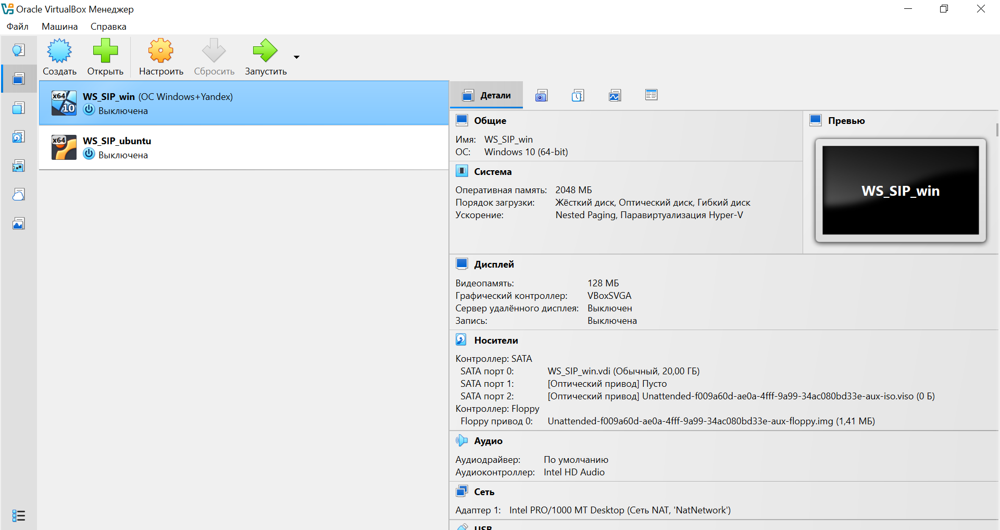 Oracle VirtualBox Менеджер
Файл Машина Справка
Создать Открыть Настроить Сбросить Запустить
x64 10 WS_SIP_win (ОС Windows+Yandex)
Выключена
x64 WS_SIP_ubuntu
Выключена
Детали
Общие
Имя: WS_SIP_win
ОС: Windows 10 (64-bit)
Система
Оперативная память: 2048 МБ
Порядок загрузки: Жёсткий диск, Оптический диск, Гибкий диск
Ускорение: Nested Paging, Паравиртуализация Hyper-V
Превью
WS_SIP_win
Дисплей
Видеопамять: 128 МБ
Графический контроллер: VBoxSVGA
Сервер удалённого дисплея: Выключен
Запись: Выключена
Носители
Контроллер: SATA
SATA порт 0: WS_SIP_win.vdi (Обычный, 20,00 ГБ)
SATA порт 1: [Оптический привод] Пусто
SATA порт 2: [Оптический привод] Unattended-f009a60d-ae0a-4fff-9a99-34ac080bd33e-aux-iso.viso (0 Б)
Контроллер: Floppy
Floppy привод 0: Unattended-f009a60d-ae0a-4fff-9a99-34ac080bd33e-aux-floppy.img (1,41 МБ)
Аудио
Аудиодрайвер: По умолчанию
Аудиоконтроллер: Intel HD Audio
Сеть
Адаптер 1: Intel PRO/1000 MT Desktop (Сеть NAT, 'NatNetwork')
USB